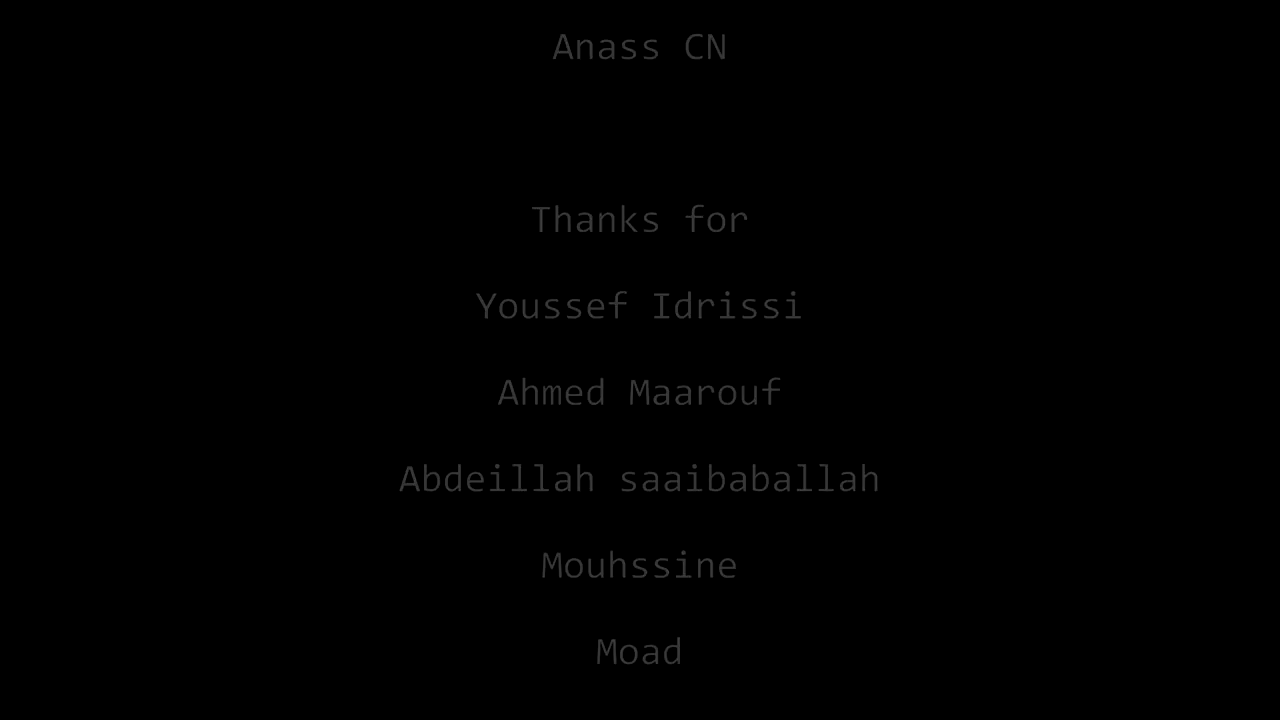 Anass CN
Thanks for
Youssef Idrissi
Ahmed Maarouf
Abdeillah saaibaballah
Mouhssine
Moad